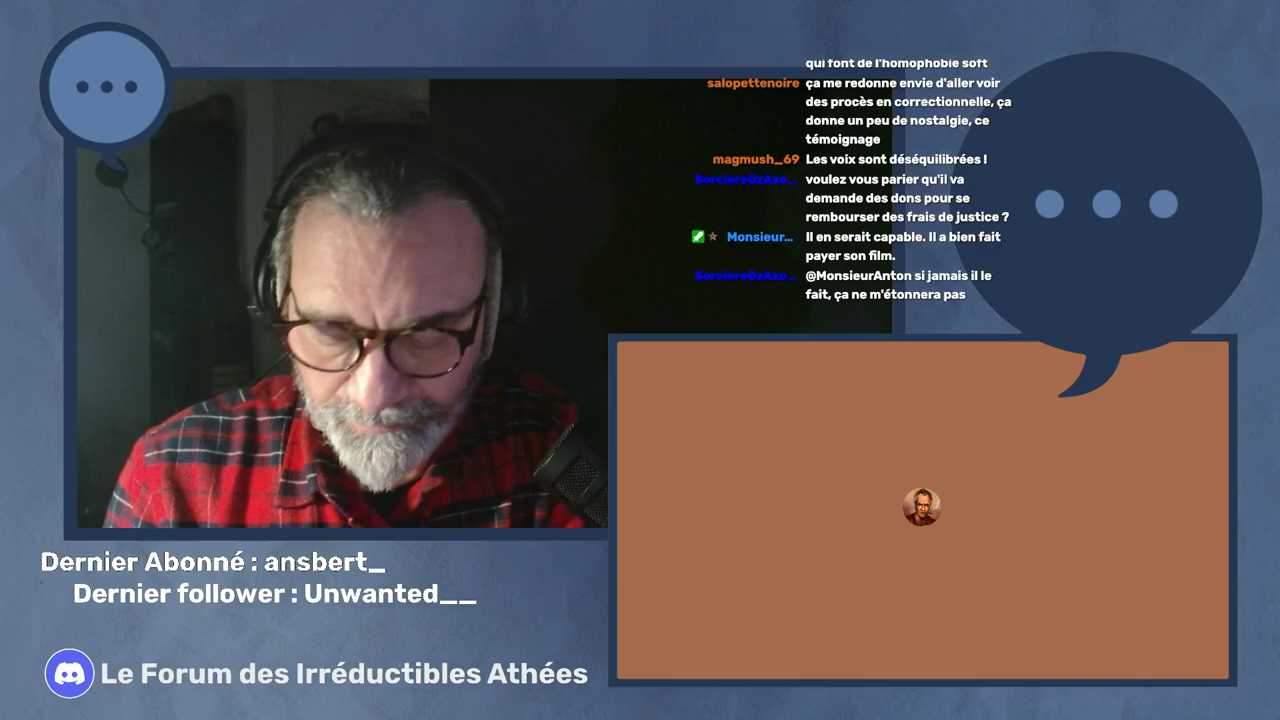 qui font de l'homophobie soft
salopettenoire ça me redonne envie d'aller voir
des procès en correctionnelle, ça
donne un peu de nostalgie, ce
témoignage
magmush_69 Les voix sont déséquilibrées !
SorciereOzAxo... voulez vous parier qu'il va
demande des dons pour se
rembourser des frais de justice ?
Monsieur... Il en serait capable. Il a bien fait
payer son film.
SorciereOzAxo... @MonsieurAnton si jamais il le
fait, ça ne m'étonnera pas
Dernier Abonné : ansbert_
Dernier follower : Unwanted__
Le Forum des Irréductibles Athées